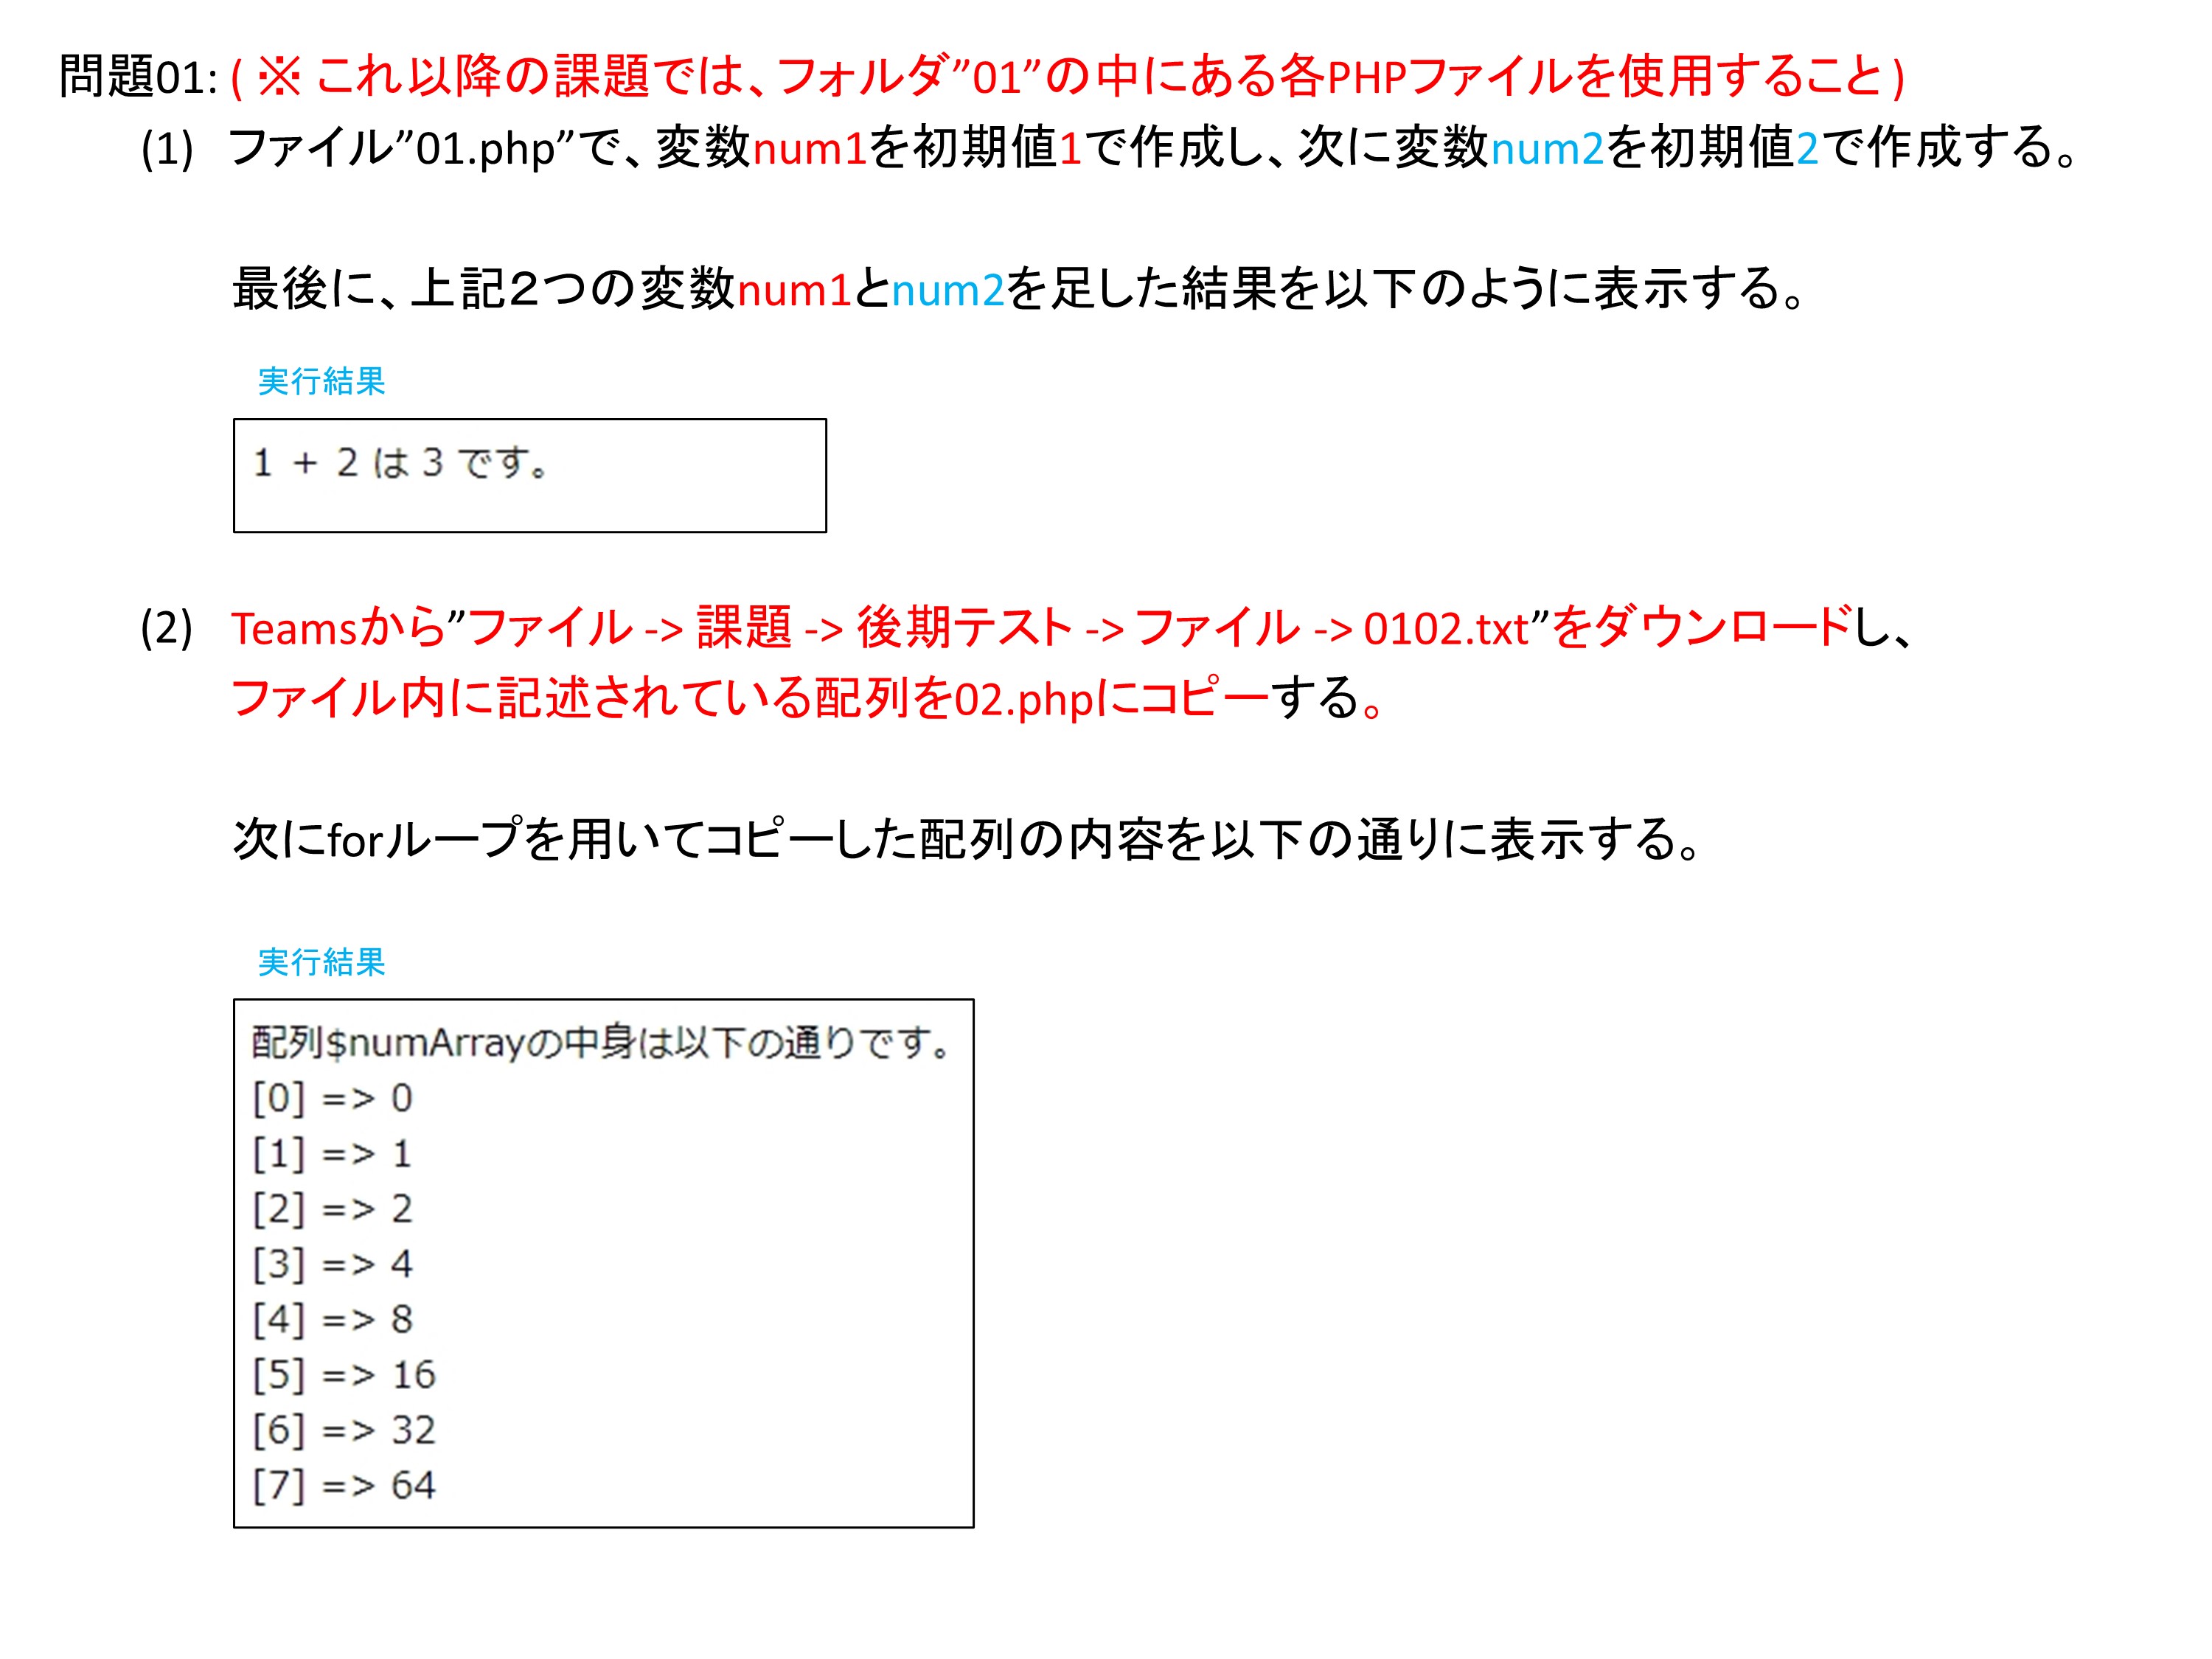 問題01: ( ※ これ以降の課題では、フォルダ”01”の中にある各PHPファイルを使用すること )
(1) ファイル”01.php”で、変数num1を初期値1で作成し、次に変数num2を初期値2で作成する。
最後に、上記２つの変数num1とnum2を足した結果を以下のように表示する。
実行結果
1 + 2 は 3 です。
(2) Teamsから”ファイル -> 課題 -> 後期テスト -> ファイル -> 0102.txt”をダウンロードし、
ファイル内に記述されている配列を02.phpにコピーする。
次にforループを用いてコピーした配列の内容を以下の通りに表示する。
実行結果
配列$numArrayの中身は以下の通りです。
[0] => 0
[1] => 1
[2] => 2
[3] => 4
[4] => 8
[5] => 16
[6] => 32
[7] => 64